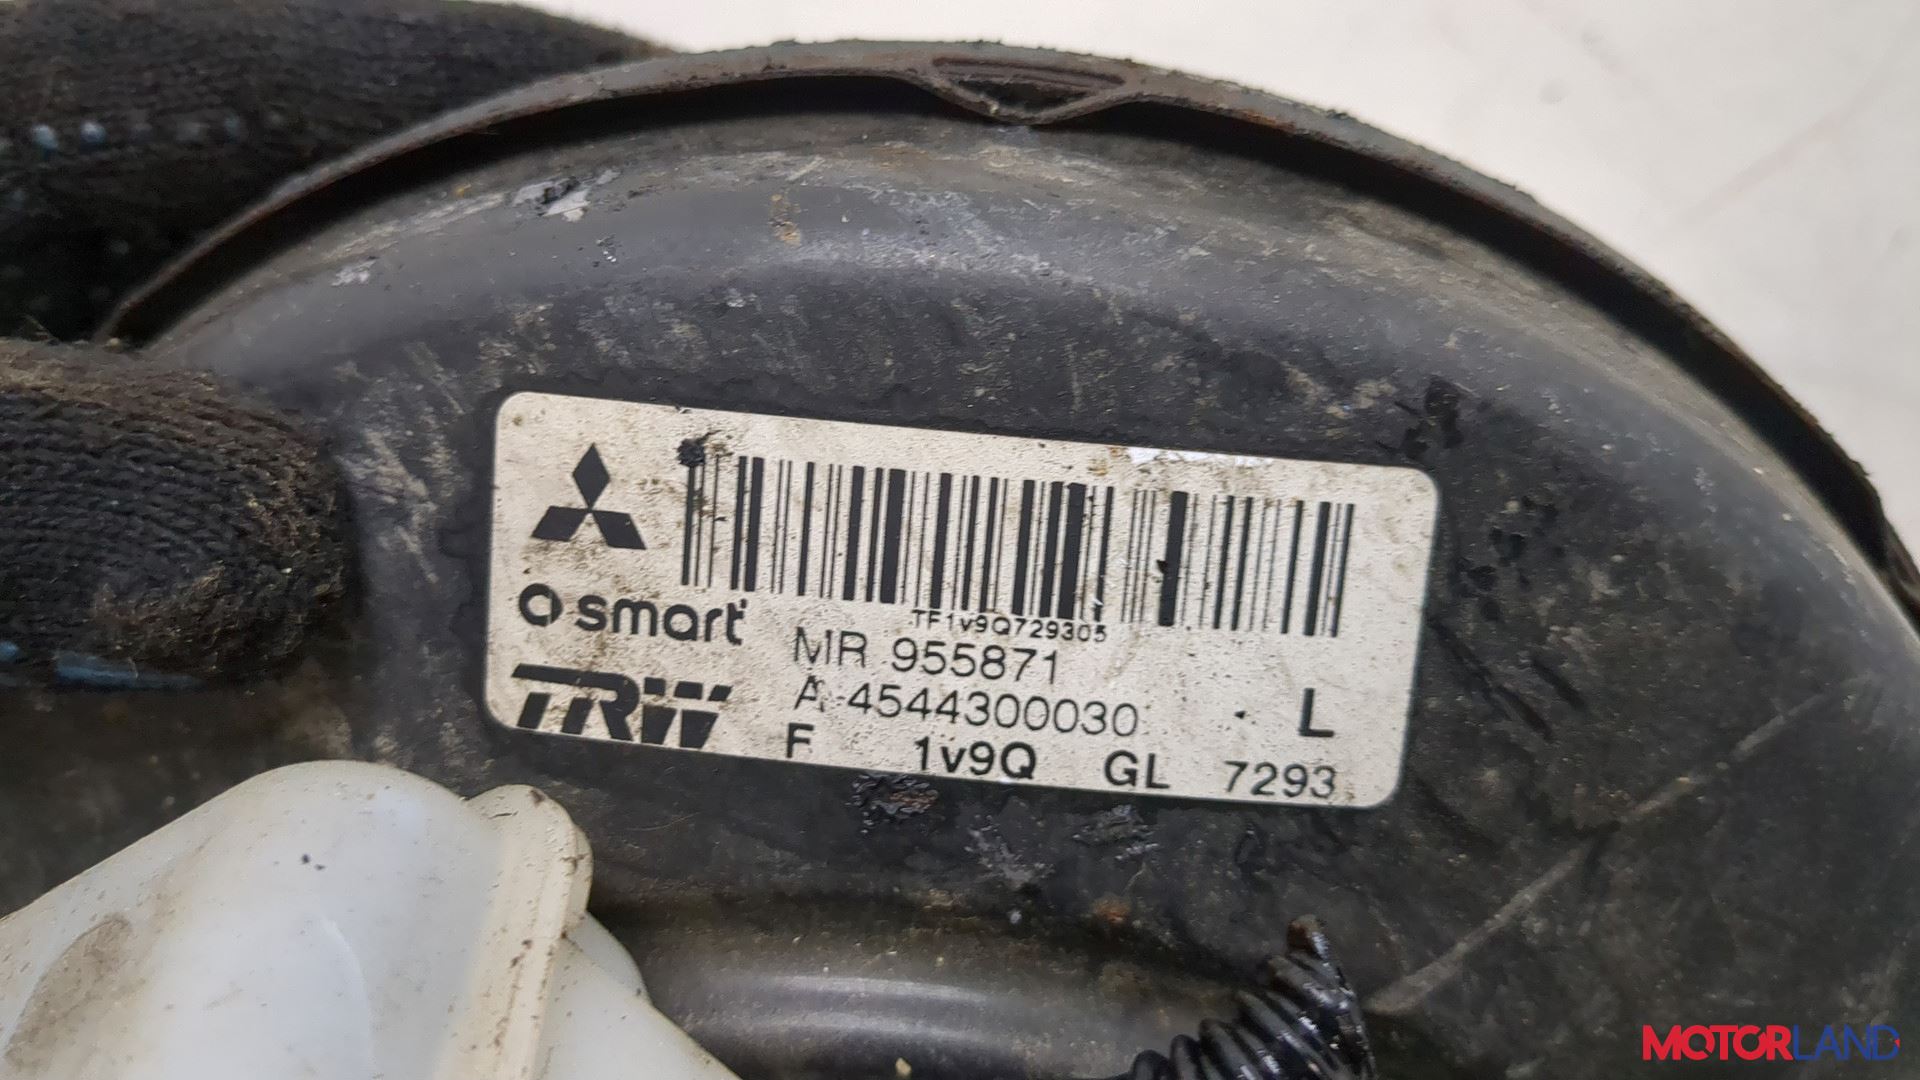 smart
TRW
TF1v9Q729305
MR 955871
A 4544300030
L
F 1v9Q GL 7293
MOTORLAND